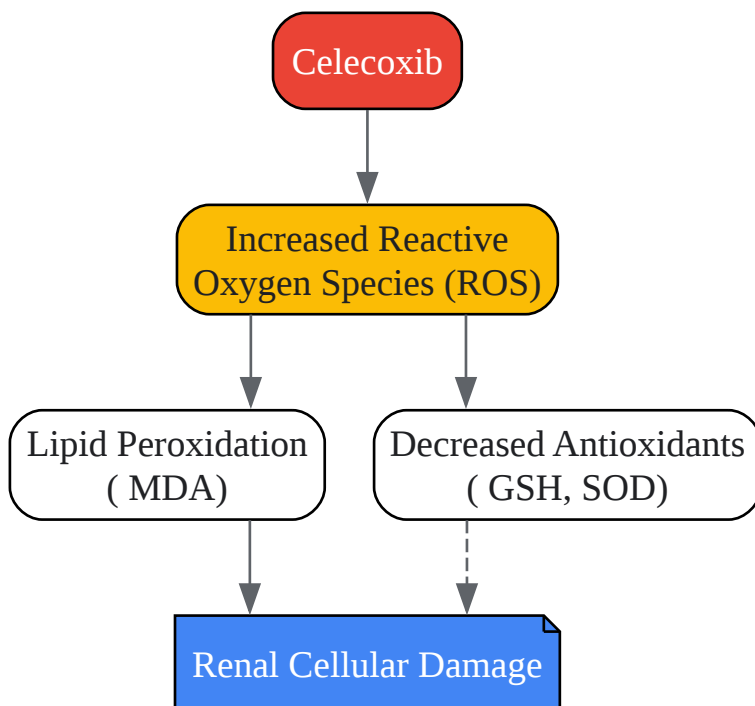 Celecoxib
Increased Reactive
Oxygen Species (ROS)
Lipid Peroxidation
( MDA)
Decreased Antioxidants
( GSH, SOD)
Renal Cellular Damage